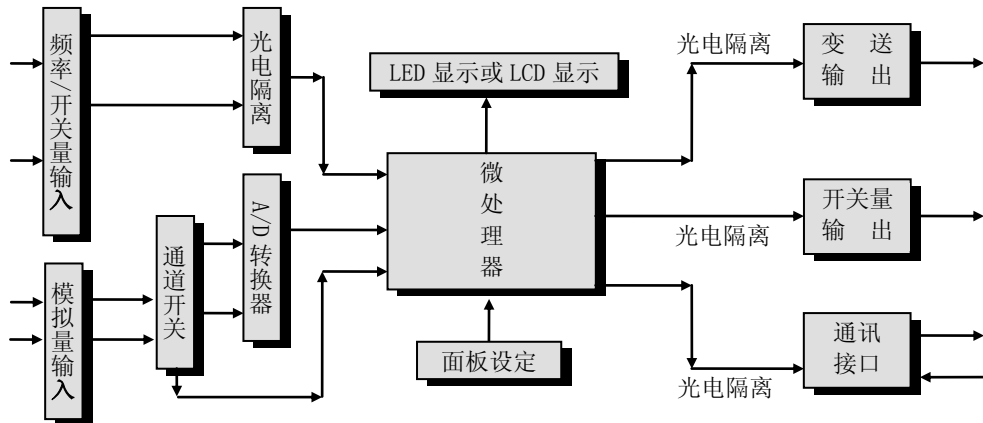 频率/开关量输入
光电隔离
LED 显示或 LCD 显示
光电隔离
变 送
输 出
微处理器
A/D 转换器
通道开关
模拟量输入
面板设定
开关量
输 出
光电隔离
通讯
接口
光电隔离